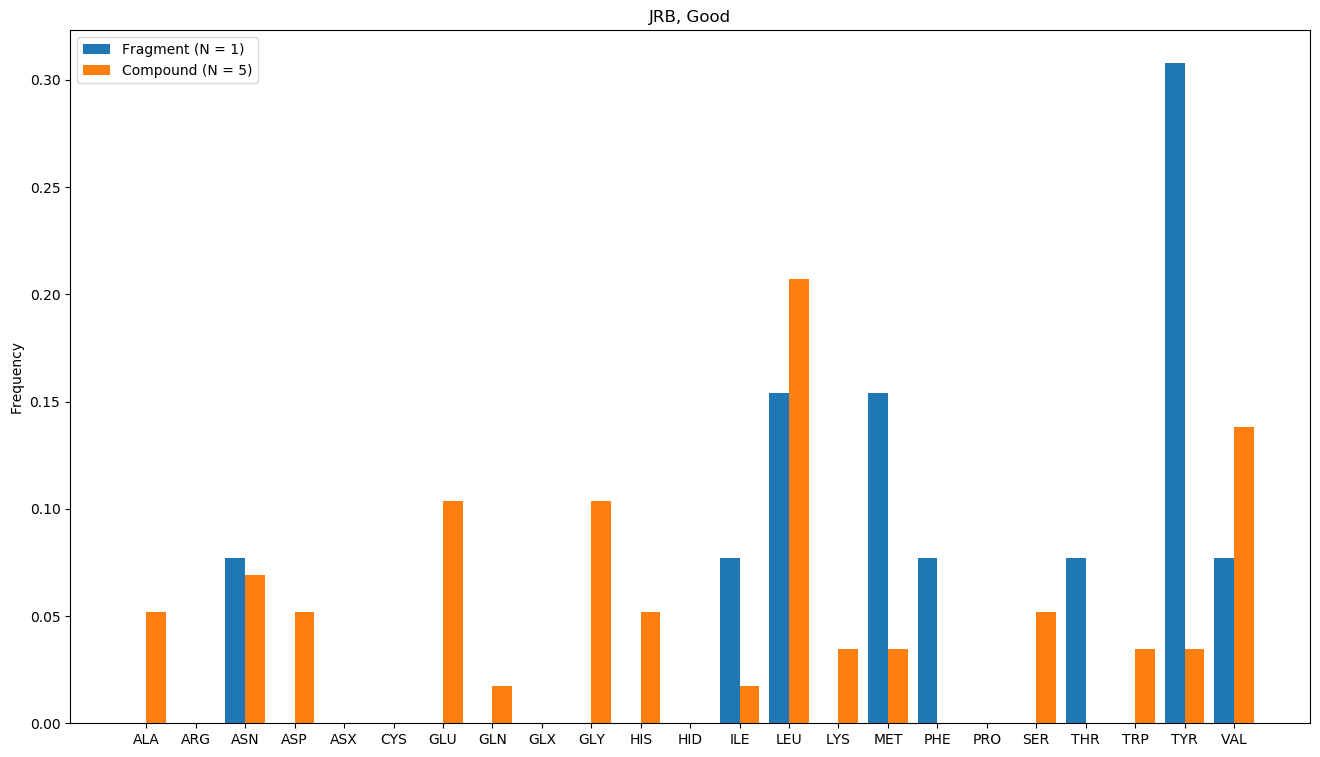 JRB, Good
Fragment (N = 1)
Compound (N = 5)
Frequency
0.30
0.25
0.20
0.15
0.10
0.05
0.00
ALA ARG ASN ASP ASX CYS GLU GLN GLX GLY HIS HID ILE LEU LYS MET PHE PRO SER THR TRP TYR VAL